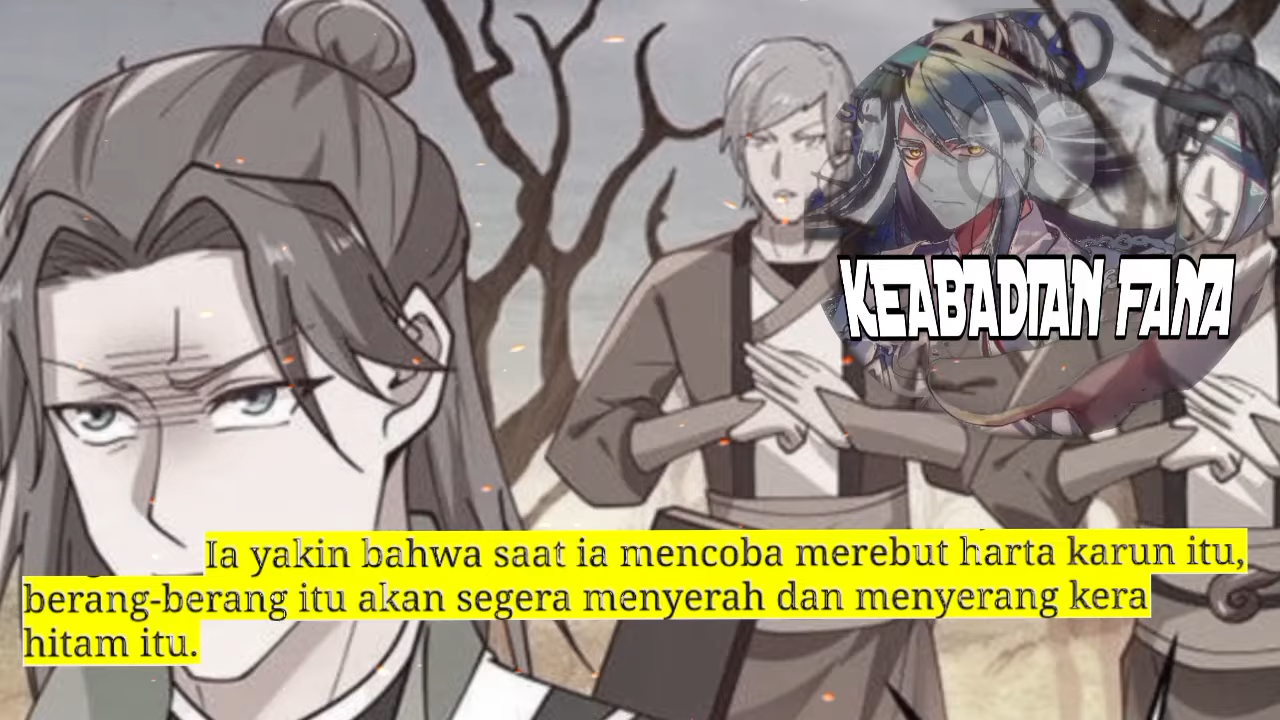 KEABADIAN FANA
Ia yakin bahwa saat ia mencoba merebut harta karun itu,
berang-berang itu akan segera menyerah dan menyerang kera
hitam itu.